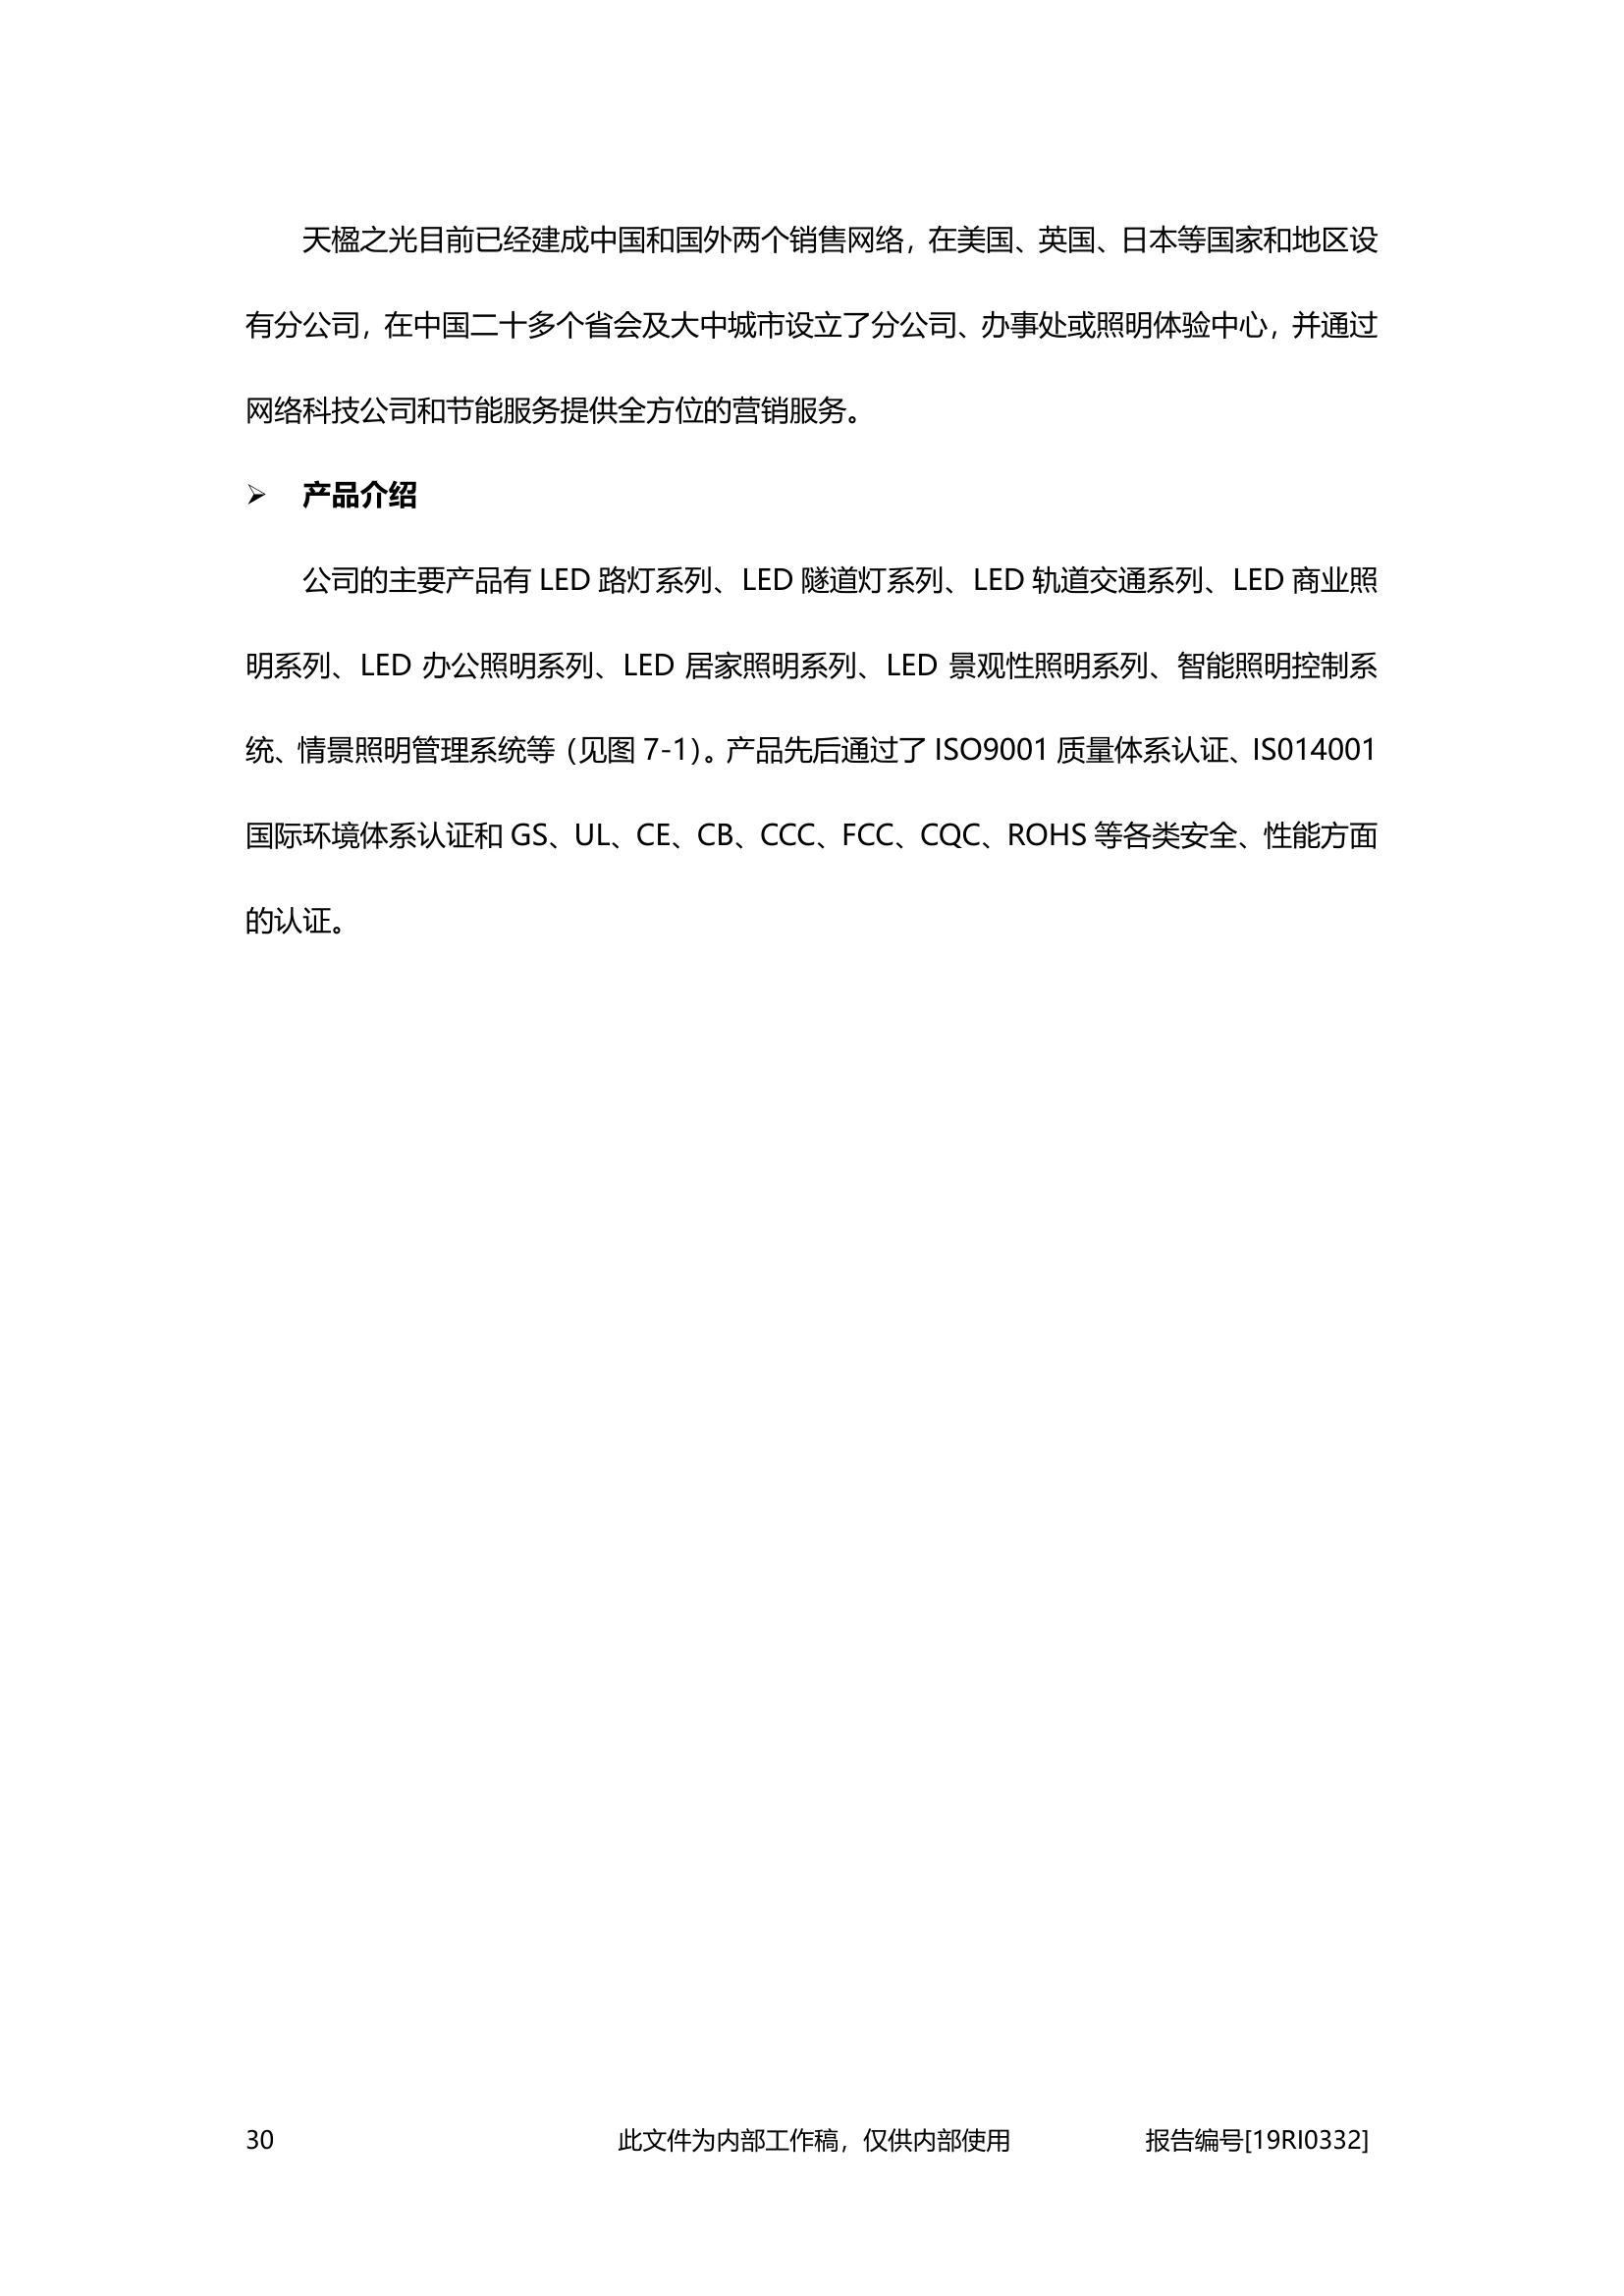 天楹之光目前已经建成中国和国外两个销售网络，在美国、英国、日本等国家和地区设
有分公司，在中国二十多个省会及大中城市设立了分公司、办事处或照明体验中心，并通过
网络科技公司和节能服务提供全方位的营销服务。
➢ 产品介绍
公司的主要产品有 LED 路灯系列、LED 隧道灯系列、LED 轨道交通系列、LED 商业照
明系列、LED 办公照明系列、LED 居家照明系列、LED 景观性照明系列、智能照明控制系
统、情景照明管理系统等（见图 7-1）。产品先后通过了 ISO9001 质量体系认证、IS014001
国际环境体系认证和 GS、UL、CE、CB、CCC、FCC、CQC、ROHS 等各类安全、性能方面
的认证。
30 此文件为内部工作稿，仅供内部使用 报告编号[19RI0332]